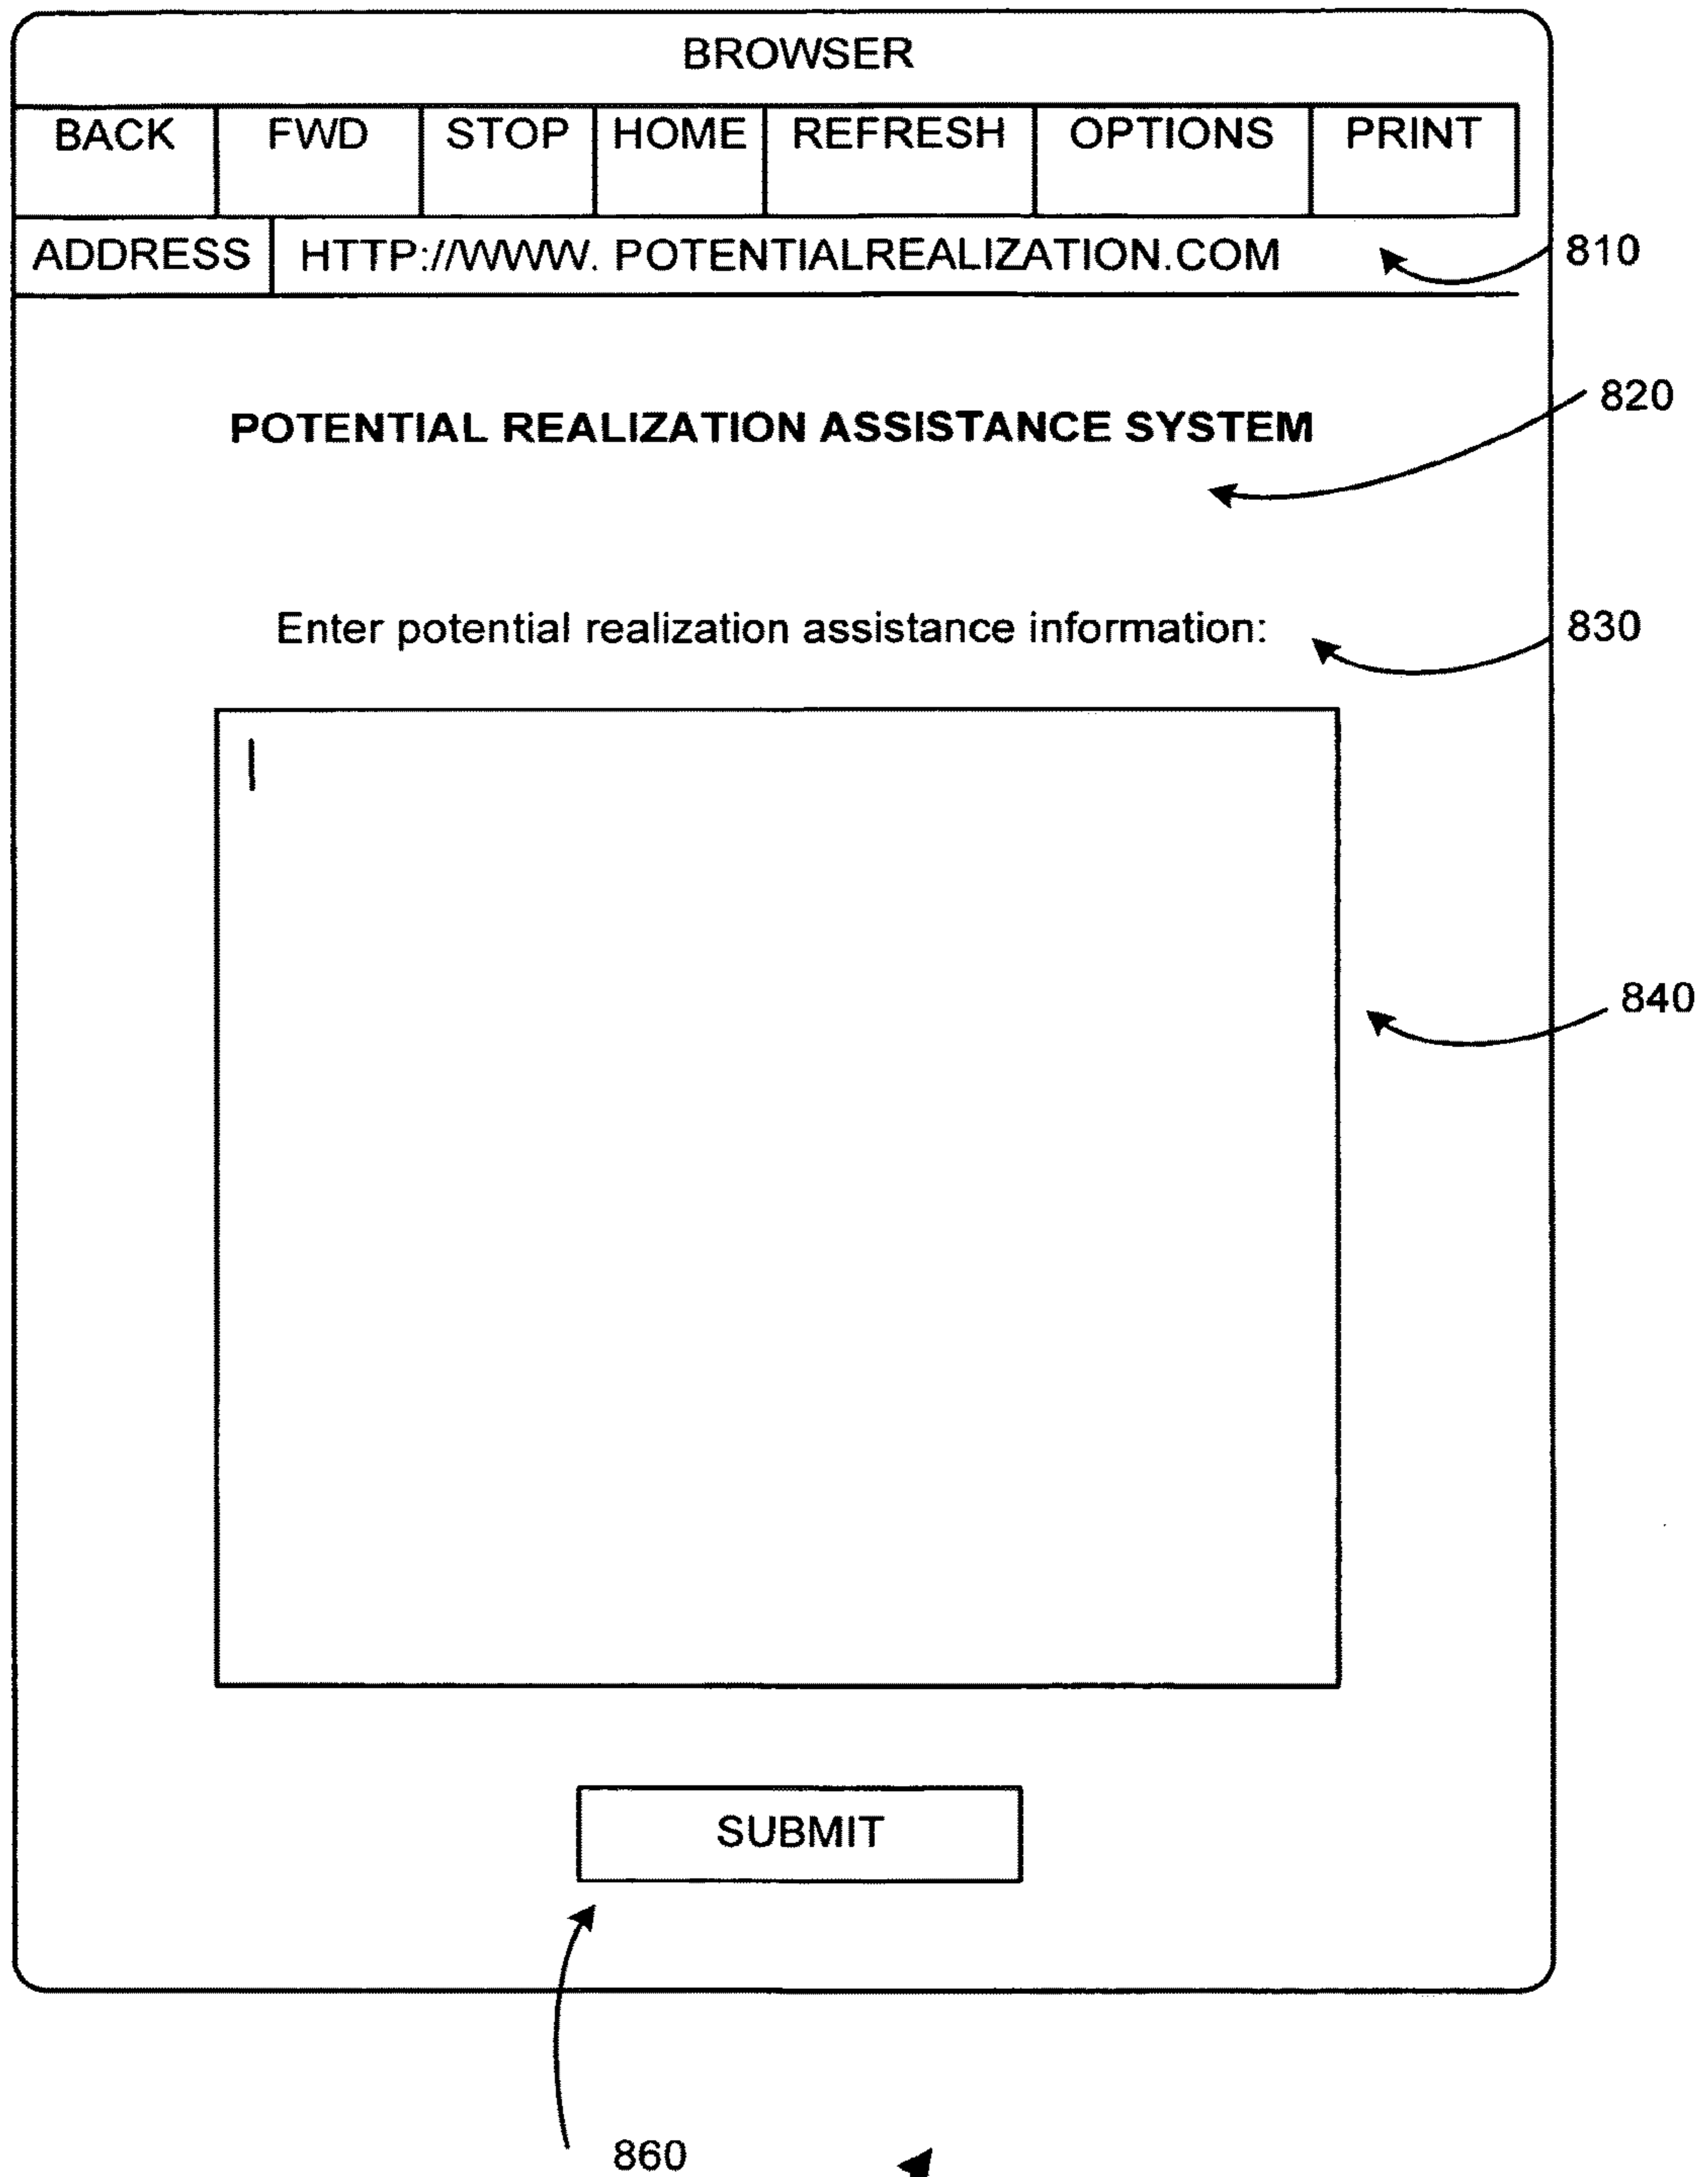 BROWSER
BACK FWD STOP HOME REFRESH OPTIONS PRINT
ADDRESS HTTP://WWW. POTENTIALREALIZATION.COM 810
820
POTENTIAL REALIZATION ASSISTANCE SYSTEM
Enter potential realization assistance information: 830
840
SUBMIT
860